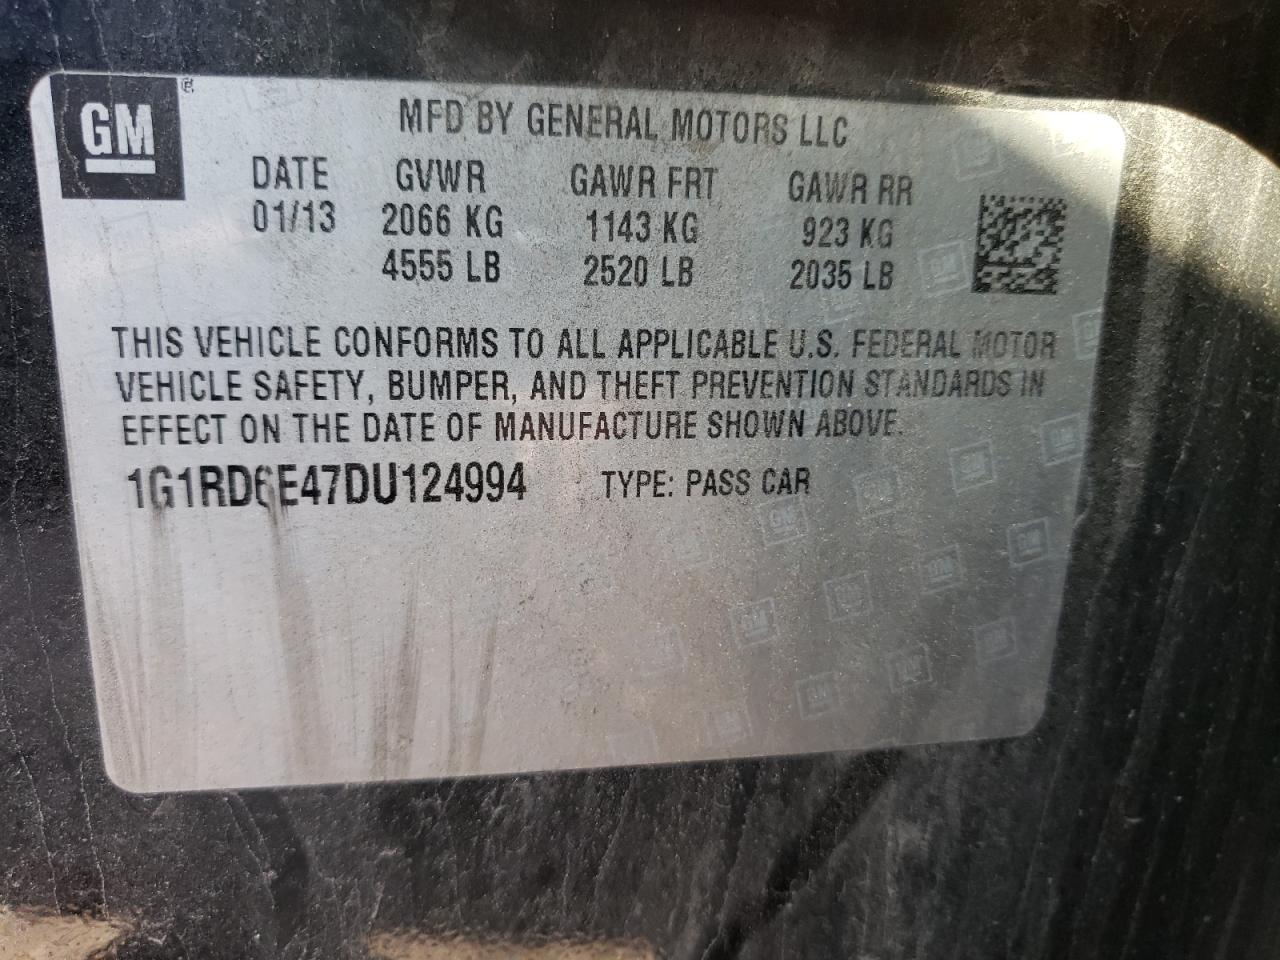 GM
MFD BY GENERAL MOTORS LLC
DATE GVWR GAWR FRT GAWR RR
01/13 2066 KG 1143 KG 923 KG
4555 LB 2520 LB 2035 LB
THIS VEHICLE CONFORMS TO ALL APPLICABLE U.S. FEDERAL MOTOR
VEHICLE SAFETY, BUMPER, AND THEFT PREVENTION STANDARDS IN
EFFECT ON THE DATE OF MANUFACTURE SHOWN ABOVE.
1G1RD6E47DU124994 TYPE: PASS CAR